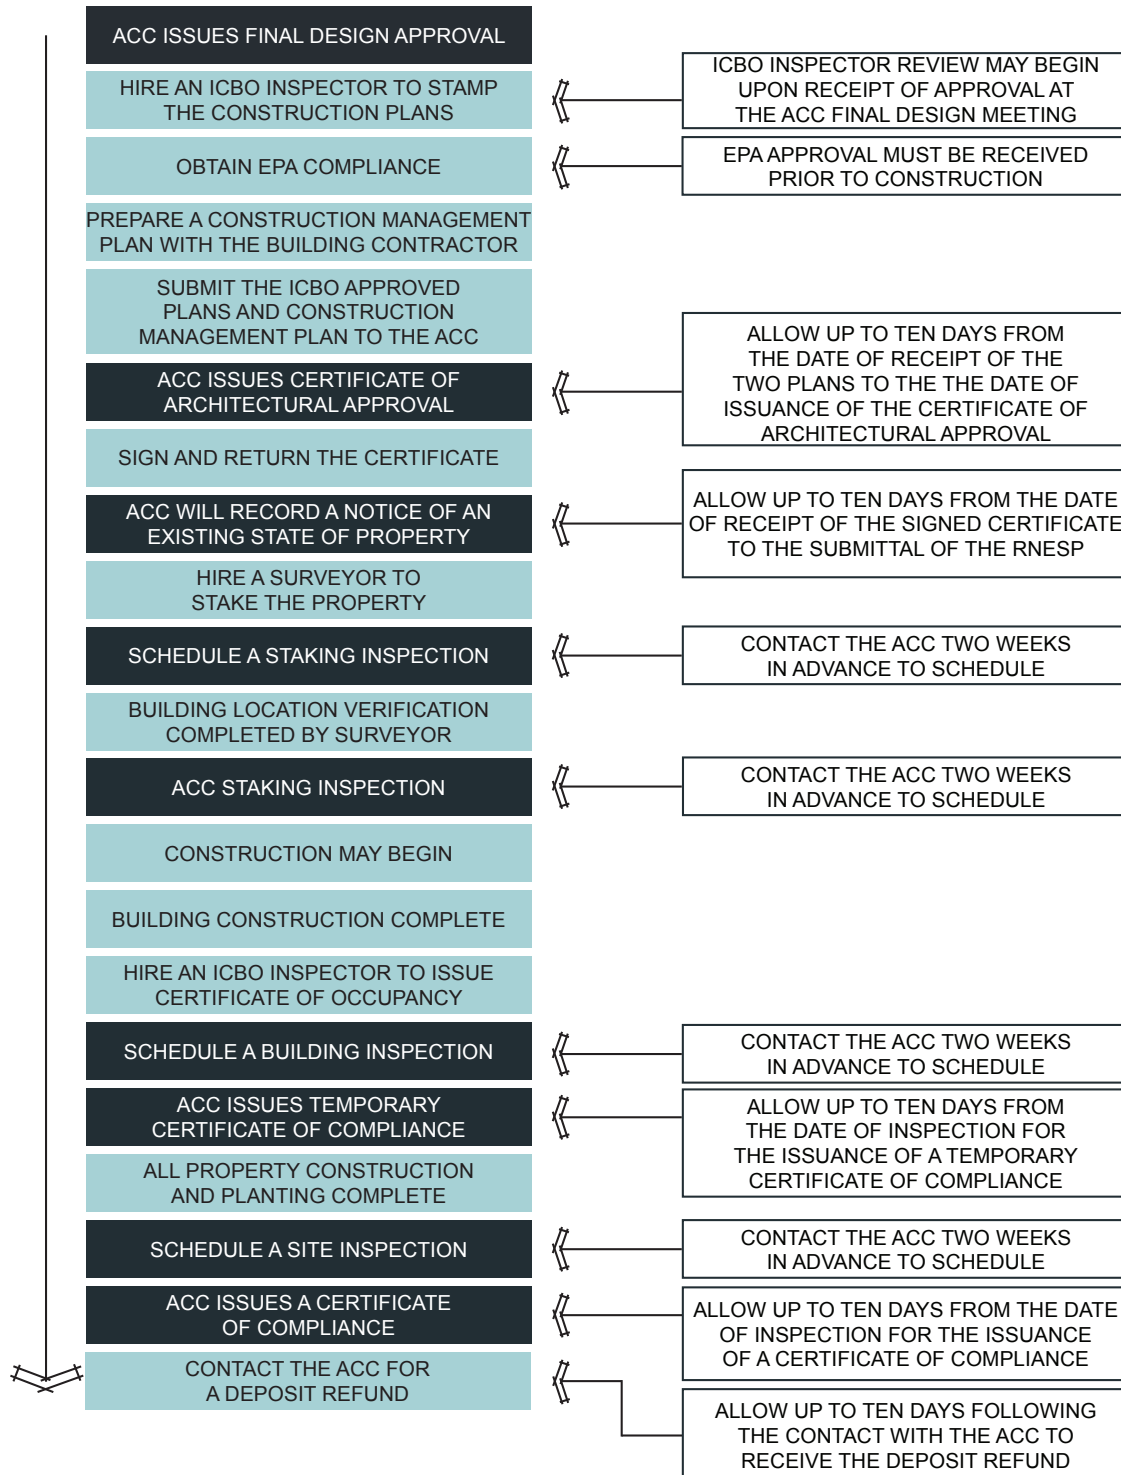 ACC ISSUES FINAL DESIGN APPROVAL
HIRE AN ICBO INSPECTOR TO STAMP
THE CONSTRUCTION PLANS
ICBO INSPECTOR REVIEW MAY BEGIN
UPON RECEIPT OF APPROVAL AT
THE ACC FINAL DESIGN MEETING
OBTAIN EPA COMPLIANCE
EPA APPROVAL MUST BE RECEIVED
PRIOR TO CONSTRUCTION
PREPARE A CONSTRUCTION MANAGEMENT
PLAN WITH THE BUILDING CONTRACTOR
SUBMIT THE ICBO APPROVED
PLANS AND CONSTRUCTION
MANAGEMENT PLAN TO THE ACC
ACC ISSUES CERTIFICATE OF
ARCHITECTURAL APPROVAL
ALLOW UP TO TEN DAYS FROM
THE DATE OF RECEIPT OF THE
TWO PLANS TO THE THE DATE OF
ISSUANCE OF THE CERTIFICATE OF
ARCHITECTURAL APPROVAL
SIGN AND RETURN THE CERTIFICATE
ACC WILL RECORD A NOTICE OF AN
EXISTING STATE OF PROPERTY
ALLOW UP TO TEN DAYS FROM THE DATE
OF RECEIPT OF THE SIGNED CERTIFICATE
TO THE SUBMITTAL OF THE RNESP
HIRE A SURVEYOR TO
STAKE THE PROPERTY
SCHEDULE A STAKING INSPECTION
CONTACT THE ACC TWO WEEKS
IN ADVANCE TO SCHEDULE
BUILDING LOCATION VERIFICATION
COMPLETED BY SURVEYOR
ACC STAKING INSPECTION
CONTACT THE ACC TWO WEEKS
IN ADVANCE TO SCHEDULE
CONSTRUCTION MAY BEGIN
BUILDING CONSTRUCTION COMPLETE
HIRE AN ICBO INSPECTOR TO ISSUE
CERTIFICATE OF OCCUPANCY
SCHEDULE A BUILDING INSPECTION
CONTACT THE ACC TWO WEEKS
IN ADVANCE TO SCHEDULE
ACC ISSUES TEMPORARY
CERTIFICATE OF COMPLIANCE
ALLOW UP TO TEN DAYS FROM
THE DATE OF INSPECTION FOR
THE ISSUANCE OF A TEMPORARY
CERTIFICATE OF COMPLIANCE
ALL PROPERTY CONSTRUCTION
AND PLANTING COMPLETE
SCHEDULE A SITE INSPECTION
CONTACT THE ACC TWO WEEKS
IN ADVANCE TO SCHEDULE
ACC ISSUES A CERTIFICATE
OF COMPLIANCE
ALLOW UP TO TEN DAYS FROM THE DATE
OF INSPECTION FOR THE ISSUANCE
OF A CERTIFICATE OF COMPLIANCE
CONTACT THE ACC FOR
A DEPOSIT REFUND
ALLOW UP TO TEN DAYS FOLLOWING
THE CONTACT WITH THE ACC TO
RECEIVE THE DEPOSIT REFUND